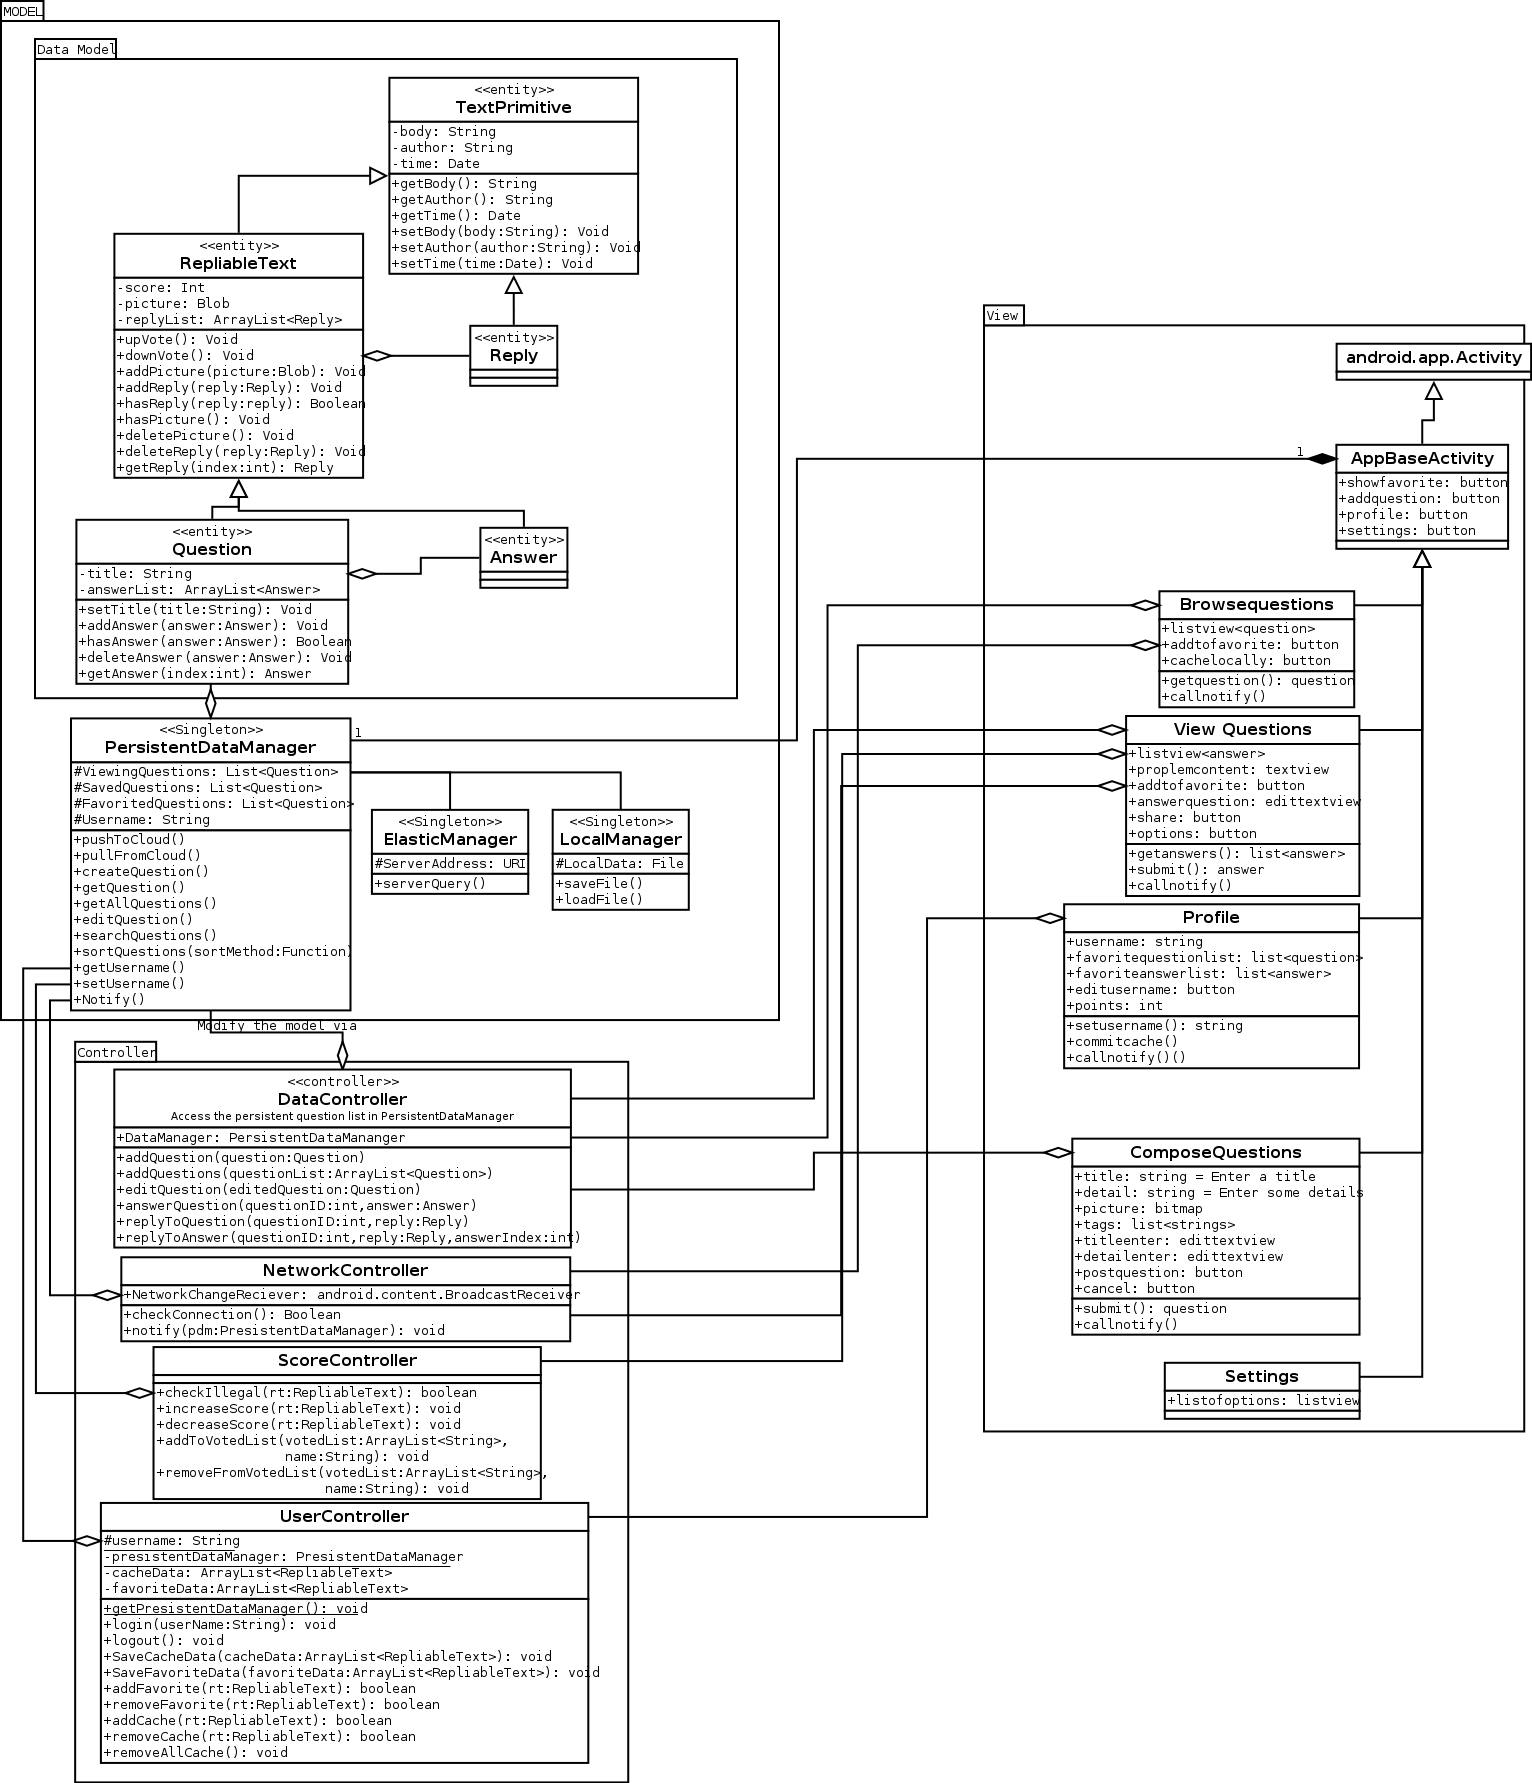 MODEL
Data Model
<<entity>>
TextPrimitive
-body: String
-author: String
-time: Date
+getBody(): String
+getAuthor(): String
+getTime(): Date
+setBody(body:String): Void
+setAuthor(author:String): Void
+setTime(time:Date): Void
<<entity>>
RepliableText
-score: Int
-picture: Blob
-replyList: ArrayList<Reply>
+upVote(): Void
+downVote(): Void
+addPicture(picture:Blob): Void
+addReply(reply:Reply): Void
+hasReply(reply:reply): Boolean
+hasPicture(): Void
+deletePicture(): Void
+deleteReply(reply:Reply): Void
+getReply(index:int): Reply
<<entity>>
Reply
<<entity>>
Question
-title: String
-answerList: ArrayList<Answer>
+setTitle(title:String): Void
+addAnswer(answer:Answer): Void
+hasAnswer(answer:Answer): Boolean
+deleteAnswer(answer:Answer): Void
+getAnswer(index:int): Answer
<<entity>>
Answer
<<Singleton>>
PersistentDataManager
#ViewingQuestions: List<Question>
#SavedQuestions: List<Question>
#FavoritedQuestions: List<Question>
#Username: String
+pushToCloud()
+pullFromCloud()
+createQuestion()
+getQuestion()
+getAllQuestions()
+editQuestion()
+searchQuestions()
+sortQuestions(sortMethod:Function)
+getUsername()
+setUsername()
+Notify()
1
<<Singleton>>
ElasticManager
#ServerAddress: URI
+serverQuery()
<<Singleton>>
LocalManager
#LocalData: File
+saveFile()
+loadFile()
Modify the model via
Controller
<<controller>>
DataController
Access the persistent question list in PersistentDataManager
+DataManager: PersistentDataMananger
+addQuestion(question:Question)
+addQuestions(questionList:ArrayList<Question>)
+editQuestion(editedQuestion:Question)
+answerQuestion(questionID:int,answer:Answer)
+replyToQuestion(questionID:int,reply:Reply)
+replyToAnswer(questionID:int,reply:Reply,answerIndex:int)
NetworkController
+NetworkChangeReciever: android.content.BroadcastReceiver
+checkConnection(): Boolean
+notify(pdm:PresistentDataManager): void
ScoreController
+checkIllegal(rt:RepliableText): boolean
+increaseScore(rt:RepliableText): void
+decreaseScore(rt:RepliableText): void
+addToVotedList(votedList:ArrayList<String>,
name:String): void
+removeFromVotedList(votedList:ArrayList<String>,
name:String): void
UserController
#username: String
-presistentDataManager: PresistentDataManager
-cacheData: ArrayList<RepliableText>
-favoriteData:ArrayList<RepliableText>
+getPresistentDataManager(): void
+login(userName:String): void
+logout(): void
+SaveCacheData(cacheData:ArrayList<RepliableText>): void
+SaveFavoriteData(favoriteData:ArrayList<RepliableText>): void
+addFavorite(rt:RepliableText): boolean
+removeFavorite(rt:RepliableText): boolean
+addCache(rt:RepliableText): boolean
+removeCache(rt:RepliableText): boolean
+removeAllCache(): void
View
android.app.Activity
1
AppBaseActivity
+showfavorite: button
+addquestion: button
+profile: button
+settings: button
Browsequestions
+listview<question>
+addtofavorite: button
+cachelocally: button
+getquestion(): question
+callnotify()
View Questions
+listview<answer>
+proplemcontent: textview
+addtofavorite: button
+answerquestion: edittextview
+share: button
+options: button
+getanswers(): list<answer>
+submit(): answer
+callnotify()
Profile
+username: string
+favoritequestionlist: list<question>
+favoriteanswerlist: list<answer>
+editusername: button
+points: int
+setusername(): string
+commitcache()
+callnotify()()
ComposeQuestions
+title: string = Enter a title
+detail: string = Enter some details
+picture: bitmap
+tags: list<strings>
+titleenter: edittextview
+detailenter: edittextview
+postquestion: button
+cancel: button
+submit(): question
+callnotify()
Settings
+listofoptions: listview